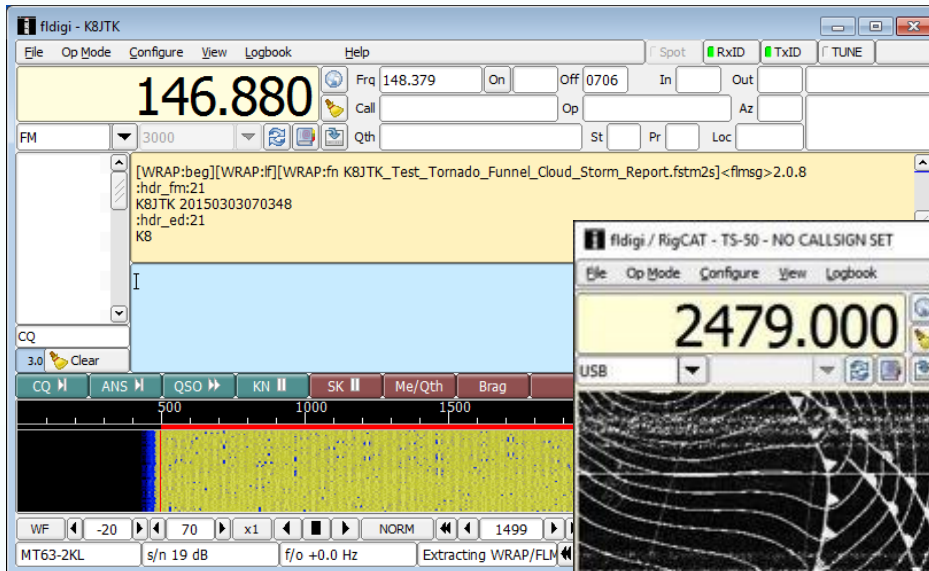 fldigi - K8JTK
File Op Mode Configure View Logbook Help Spot RxID TxID TUNE
146.880 Frq 148.379 On Off 0706 In Out
Call Op Az
FM 3000 Qth St Pr Loc
[WRAP:beg][WRAP:lf][WRAP:fn K8JTK_Test_Tornado_Funnel_Cloud_Storm_Report.fstm2s]<flmsg>2.0.8
:hdr_fm:21
K8JTK 20150303070348
:hdr_ed:21
K8
CQ
3.0 Clear
CQ ANS QSO KN SK Me/Qth Brag
500 1000 1500
WF -20 70 x1 NORM 1499
MT63-2KL s/n 19 dB f/o +0.0 Hz Extracting WRAP/FLM
fldigi / RigCAT - TS-50 - NO CALLSIGN SET
File Op Mode Configure View Logbook
2479.000
USB